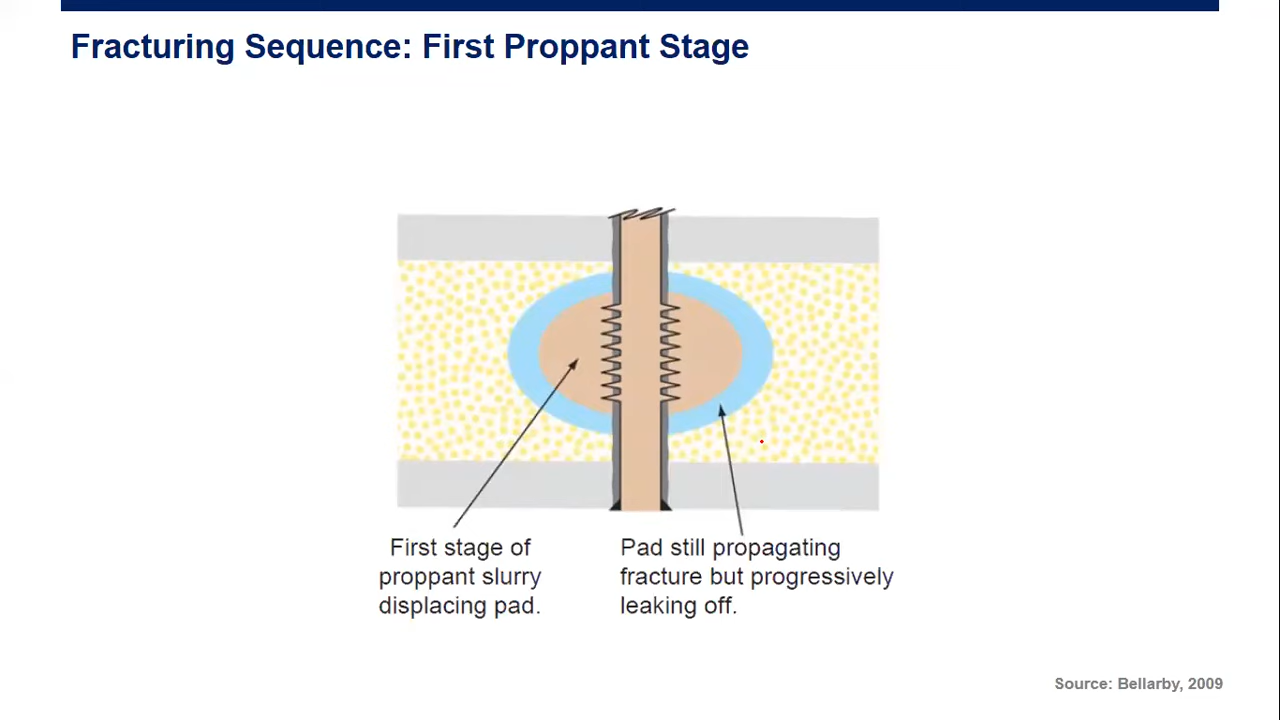 Fracturing Sequence: First Proppant Stage
First stage of
proppant slurry
displacing pad.
Pad still propagating
fracture but progressively
leaking off.
Source: Bellarby, 2009